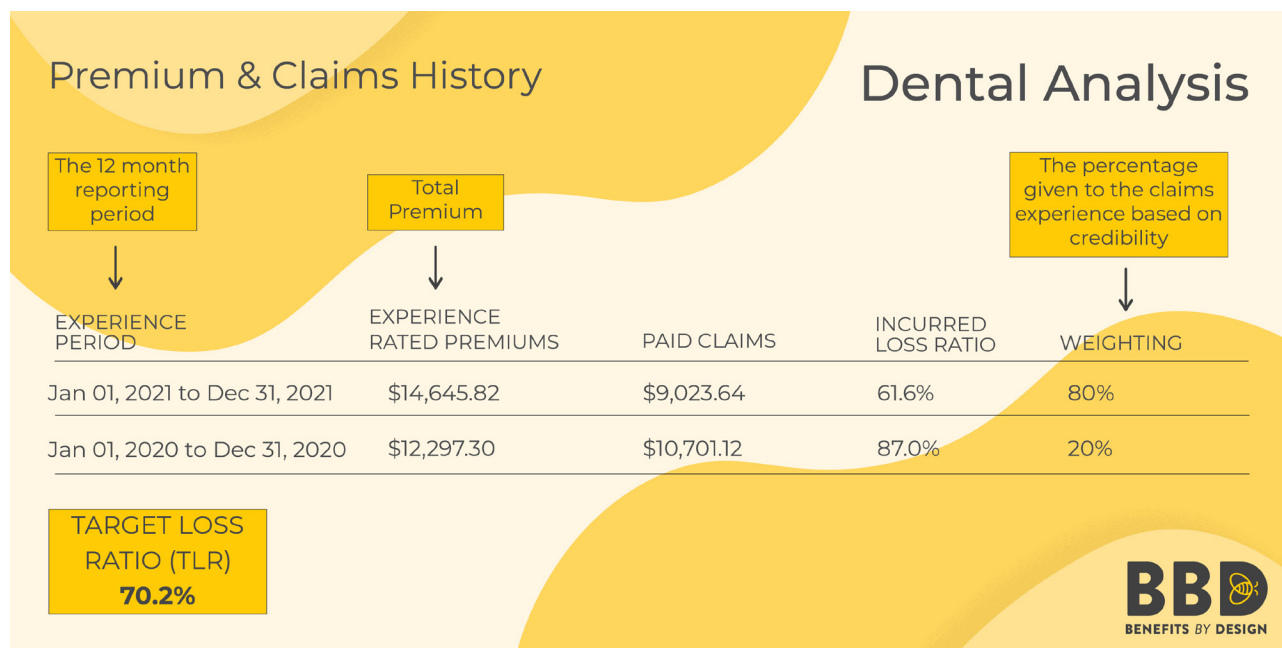 Premium & Claims History
Dental Analysis
The 12 month
reporting
period
Total
Premium
The percentage
given to the claims
experience based on
credibility
EXPERIENCE
PERIOD
EXPERIENCE
RATED PREMIUMS
PAID CLAIMS
INCURRED
LOSS RATIO
WEIGHTING
Jan 01, 2021 to Dec 31, 2021 $14,645.82 $9,023.64 61.6% 80%
Jan 01, 2020 to Dec 31, 2020 $12,297.30 $10,701.12 87.0% 20%
TARGET LOSS
RATIO (TLR)
70.2%
BBD
BENEFITS BY DESIGN